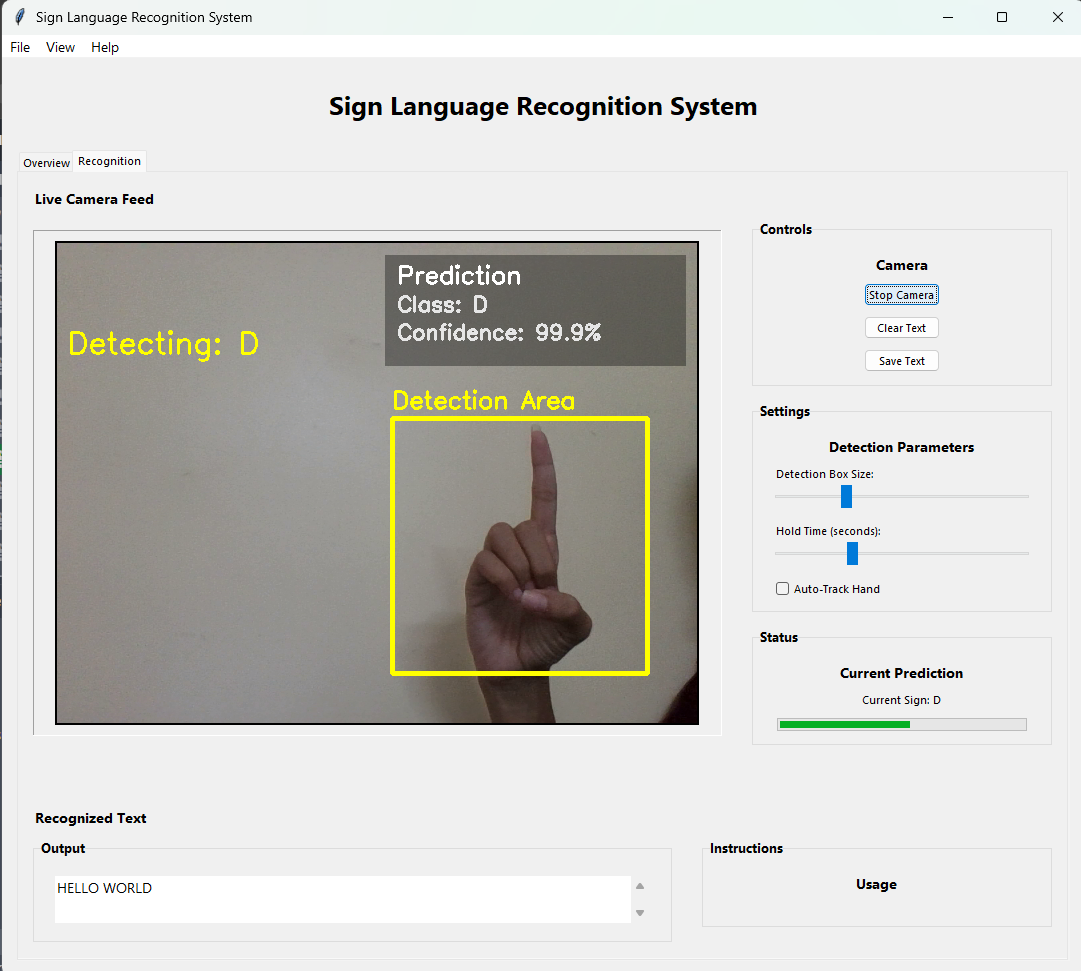 Sign Language Recognition System
File View Help
Sign Language Recognition System
Overview Recognition
Live Camera Feed
Prediction
Class: D
Confidence: 99.9%
Detecting: D
Detection Area
Controls
Camera
Stop Camera
Clear Text
Save Text
Settings
Detection Parameters
Detection Box Size:
Hold Time (seconds):
Auto-Track Hand
Status
Current Prediction
Current Sign: D
Recognized Text
Output
HELLO WORLD
Instructions
Usage